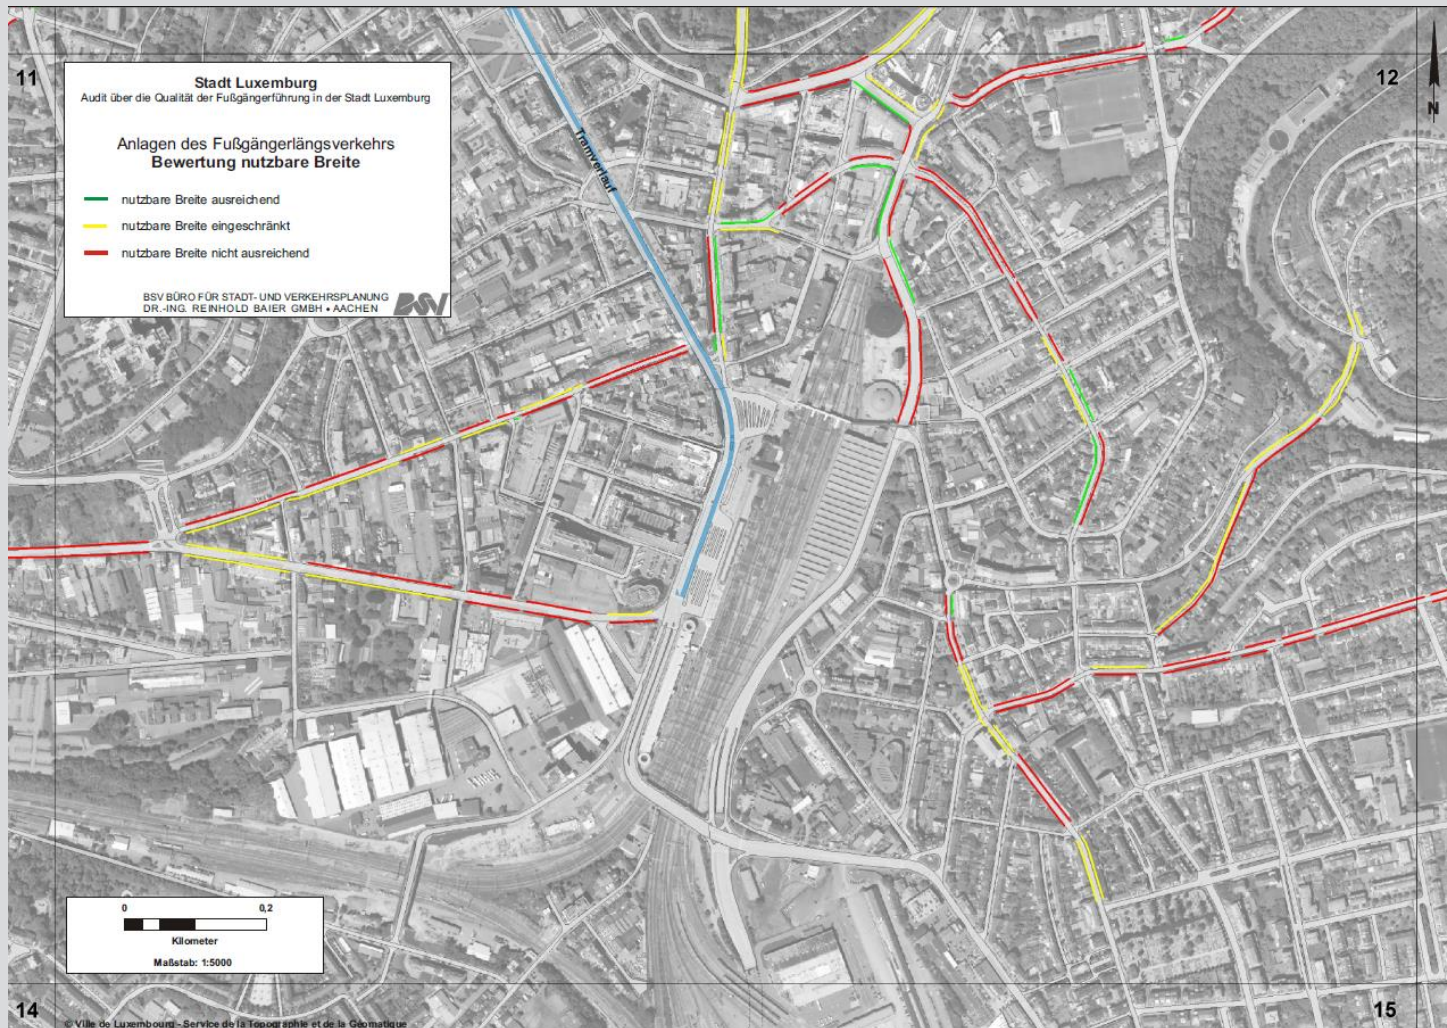 11
12
Stadt Luxemburg
Audit über die Qualität der Fußgängerführung in der Stadt Luxemburg
Anlagen des Fußgängerlängsverkehrs
Bewertung nutzbare Breite
nutzbare Breite ausreichend
nutzbare Breite eingeschränkt
nutzbare Breite nicht ausreichend
BSV BÜRO FÜR STADT- UND VERKEHRSPLANUNG
DR.-ING. REINHOLD BAIER GMBH • AACHEN
BSV
N
Tramverlauf
0 0,2
Kilometer
Maßstab: 1:5000
14
15
© Ville de Luxembourg - Service de la Topographie et de la Géomatique